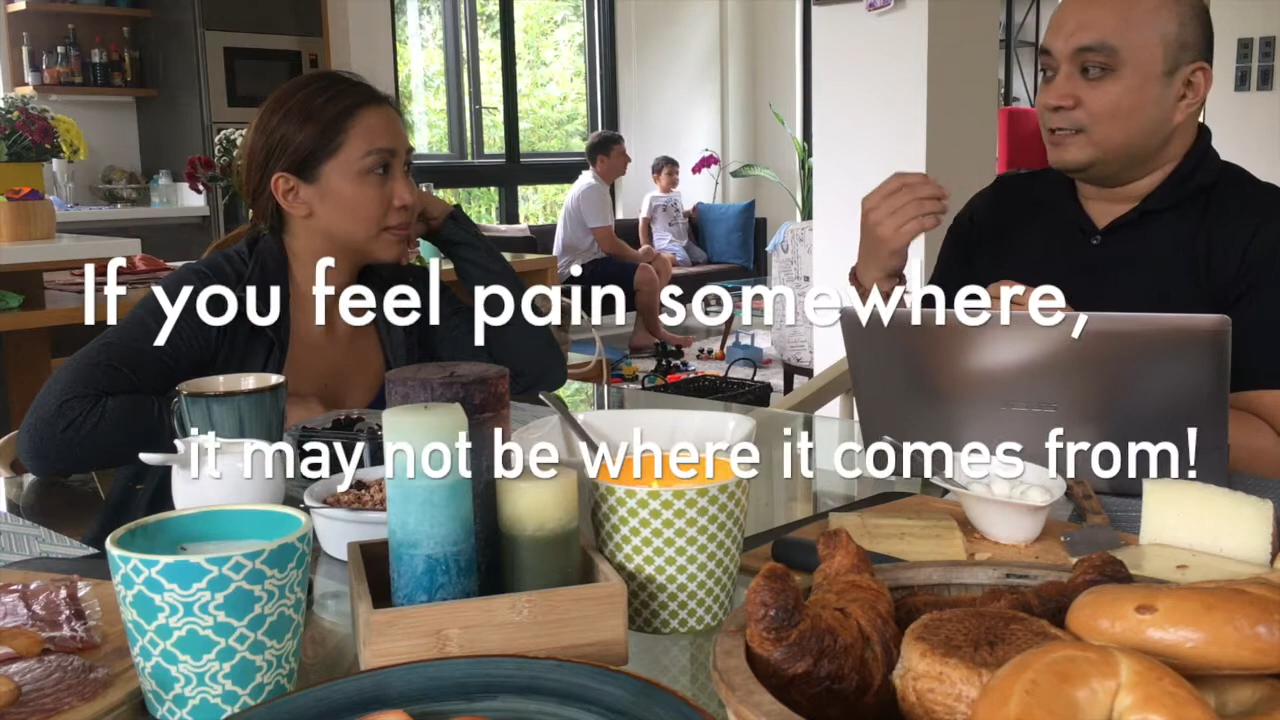 If you feel pain somewhere,
it may not be where it comes from!